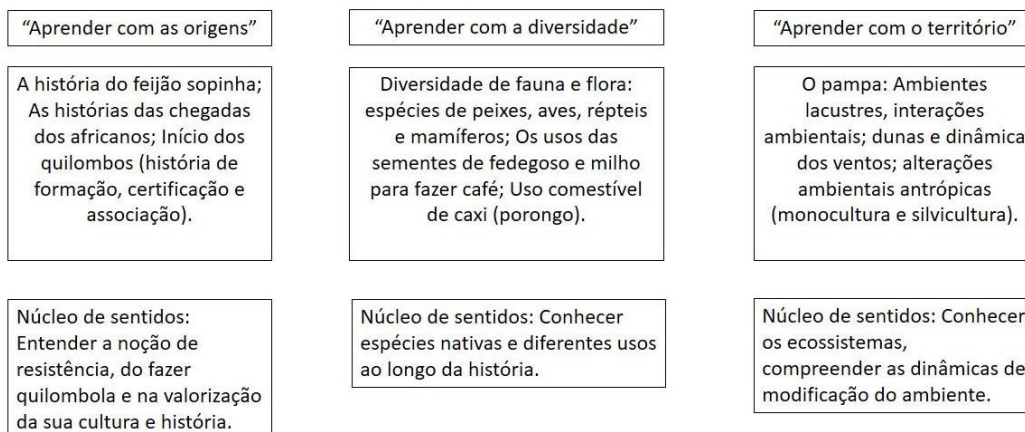 “Aprender com as origens”
A história do feijão sopinha;
As histórias das chegadas
dos africanos; Início dos
quilombos (história de
formação, certificação e
associação).
Núcleo de sentidos:
Entender a noção de
resistência, do fazer
quilombola e na valorização
da sua cultura e história.
“Aprender com a diversidade”
Diversidade de fauna e flora:
espécies de peixes, aves, répteis
e mamíferos; Os usos das
sementes de fedegoso e milho
para fazer café; Uso comestível
de caxi (porongo).
Núcleo de sentidos: Conhecer
espécies nativas e diferentes usos
ao longo da história.
“Aprender com o território”
O pampa: Ambientes
lacustres, interações
ambientais; dunas e dinâmica
dos ventos; alterações
ambientais antrópicas
(monocultura e silvicultura).
Núcleo de sentidos: Conhecer
os ecossistemas,
compreender as dinâmicas de
modificação do ambiente.